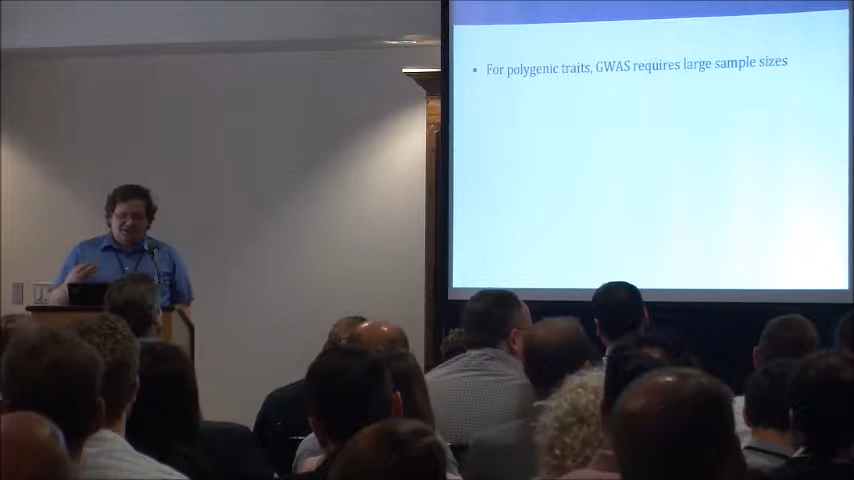 • For polygenic traits, GWAS requires large sample sizes